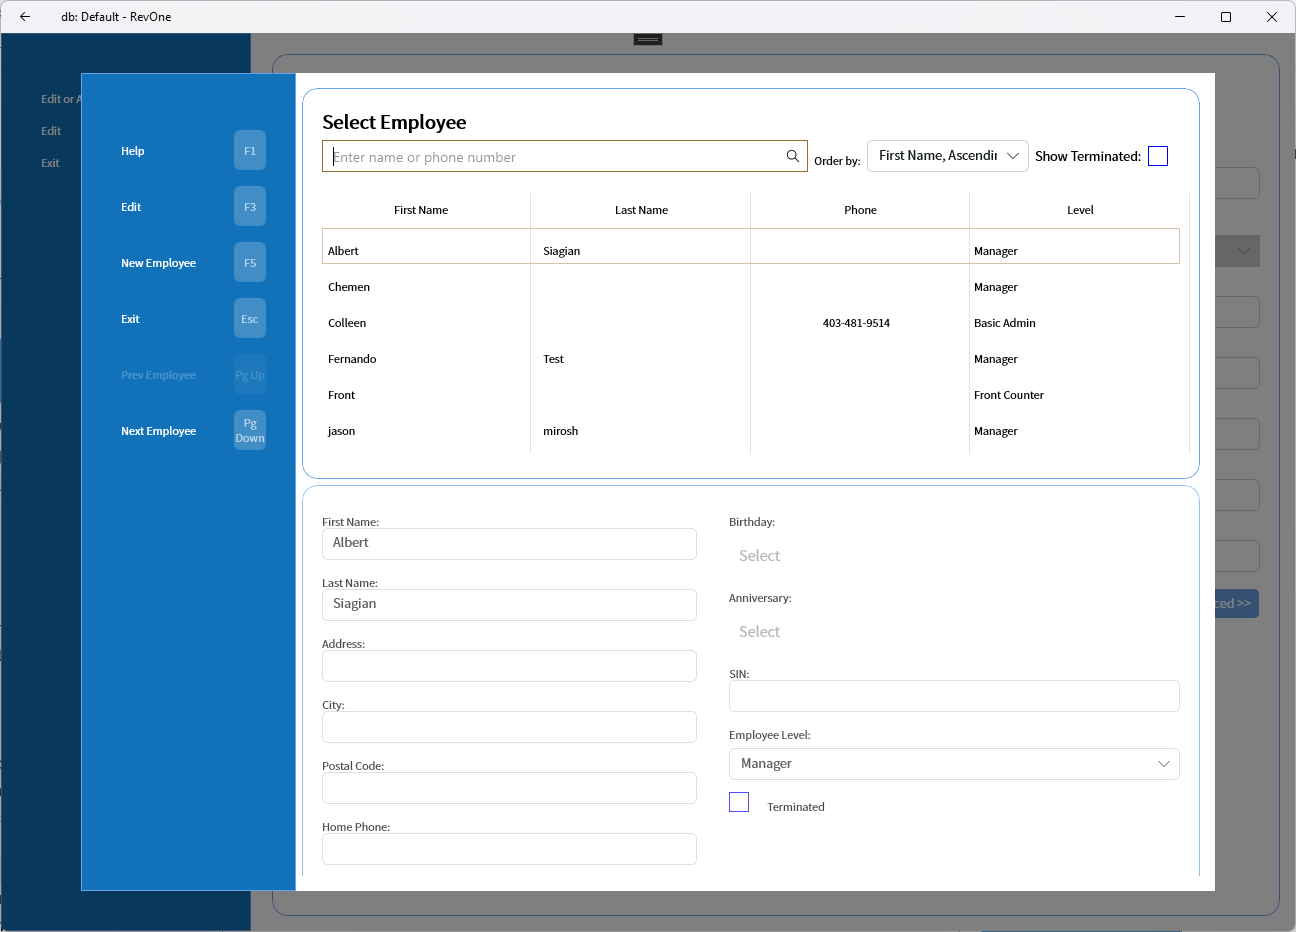 db: Default - RevOne
Edit or A
Edit
Exit
Help F1
Edit F3
New Employee F5
Exit Esc
Prev Employee Pg Up
Next Employee Pg Down
Select Employee
Enter name or phone number
Order by:
First Name, Ascendin
Show Terminated:
First Name Last Name Phone Level
Albert Siagian Manager
Chemen Manager
Colleen 403-481-9514 Basic Admin
Fernando Test Manager
Front Front Counter
jason mirosh Manager
First Name:
Albert
Last Name:
Siagian
Address:
City:
Postal Code:
Home Phone:
Birthday:
Select
Anniversary:
Select
SIN:
Employee Level:
Manager
Terminated
ced >>